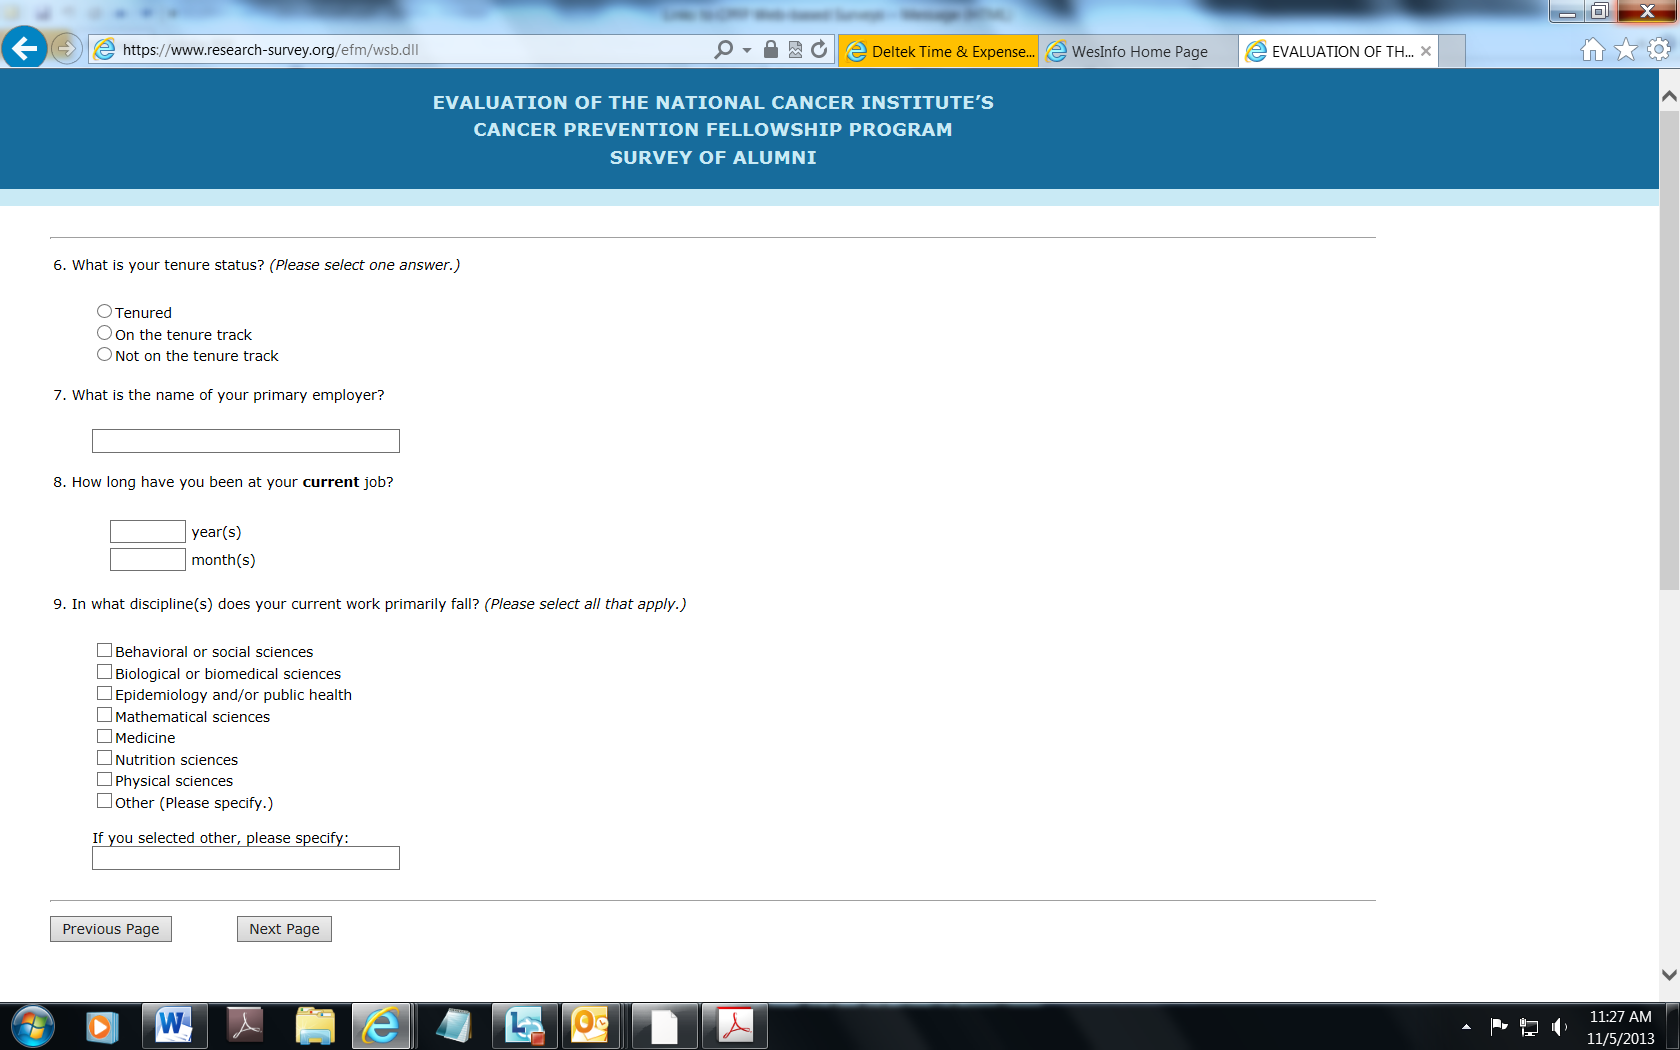 https://www.research-survey.org/efm/wsb.dll
Deltek Time & Expense...
WesInfo Home Page
EVALUATION OF TH...
EVALUATION OF THE NATIONAL CANCER INSTITUTE’S
CANCER PREVENTION FELLOWSHIP PROGRAM
SURVEY OF ALUMNI
6. What is your tenure status? (Please select one answer.)
Tenured
On the tenure track
Not on the tenure track
7. What is the name of your primary employer?
8. How long have you been at your current job?
year(s)
month(s)
9. In what discipline(s) does your current work primarily fall? (Please select all that apply.)
Behavioral or social sciences
Biological or biomedical sciences
Epidemiology and/or public health
Mathematical sciences
Medicine
Nutrition sciences
Physical sciences
Other (Please specify.)
If you selected other, please specify:
Previous Page
Next Page
11:27 AM
11/5/2013